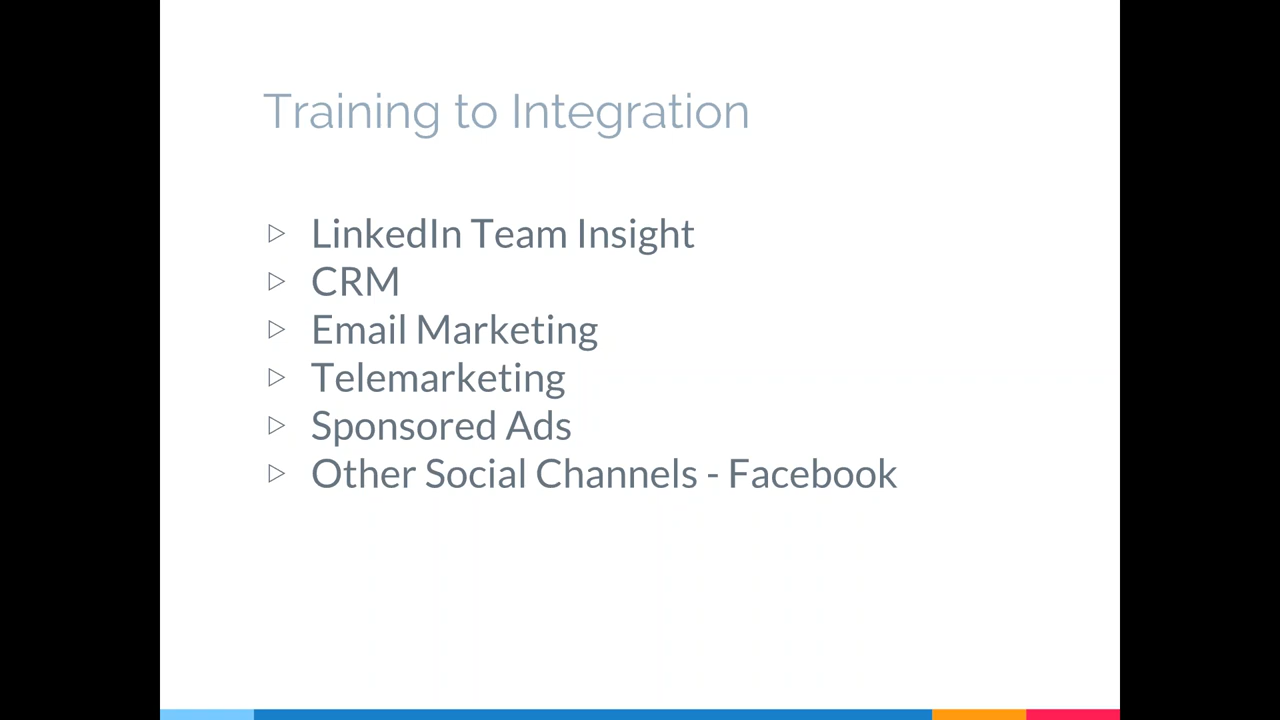 Training to Integration
LinkedIn Team Insight
CRM
Email Marketing
Telemarketing
Sponsored Ads
Other Social Channels - Facebook